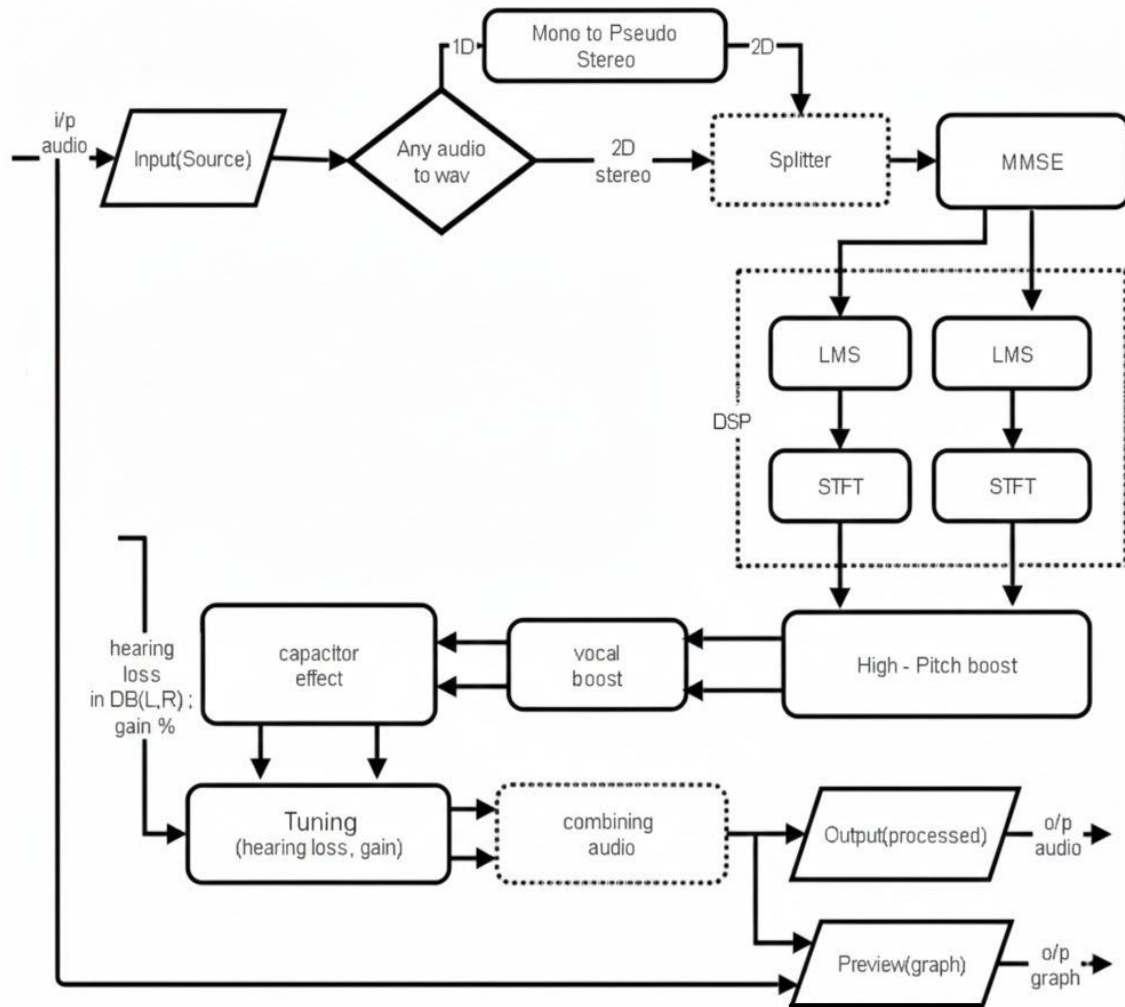 1D
Mono to Pseudo
Stereo
2D
i/p
audio
Input(Source)
Any audio
to wav
2D
stereo
Splitter
MMSE
LMS
LMS
DSP
STFT
STFT
hearing
loss
in DB(L,R) ;
gain %
capacitor
effect
vocal
boost
High - Pitch boost
Tuning
(hearing loss, gain)
combining
audio
Output(processed)
o/p
audio
Preview(graph)
o/p
graph